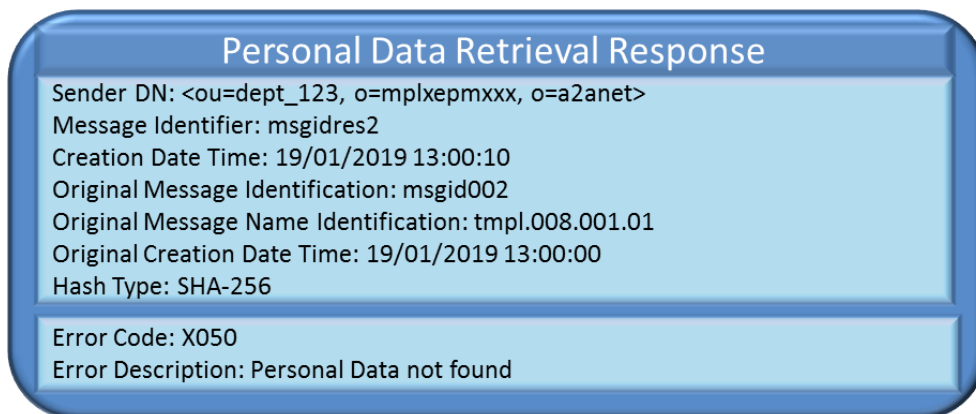 Personal Data Retrieval Response
Sender DN: <ou=dept_123, o=mplxepmxxx, o=a2anet>
Message Identifier: msgidres2
Creation Date Time: 19/01/2019 13:00:10
Original Message Identification: msgid002
Original Message Name Identification: tmpl.008.001.01
Original Creation Date Time: 19/01/2019 13:00:00
Hash Type: SHA-256
Error Code: X050
Error Description: Personal Data not found